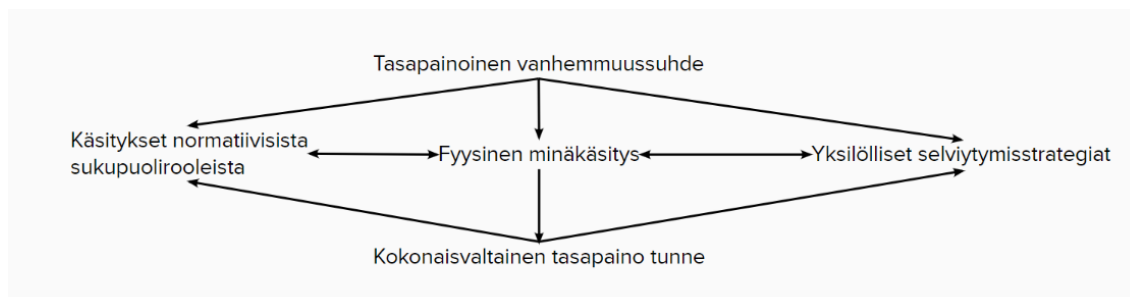 Tasapainoinen vanhemmuussuhde
Käsitykset normatiivisista
sukupuolirooleista
Fyysinen minäkäsitys
Yksilölliset selviytymisstrategiat
Kokonaisvaltainen tasapaino tunne